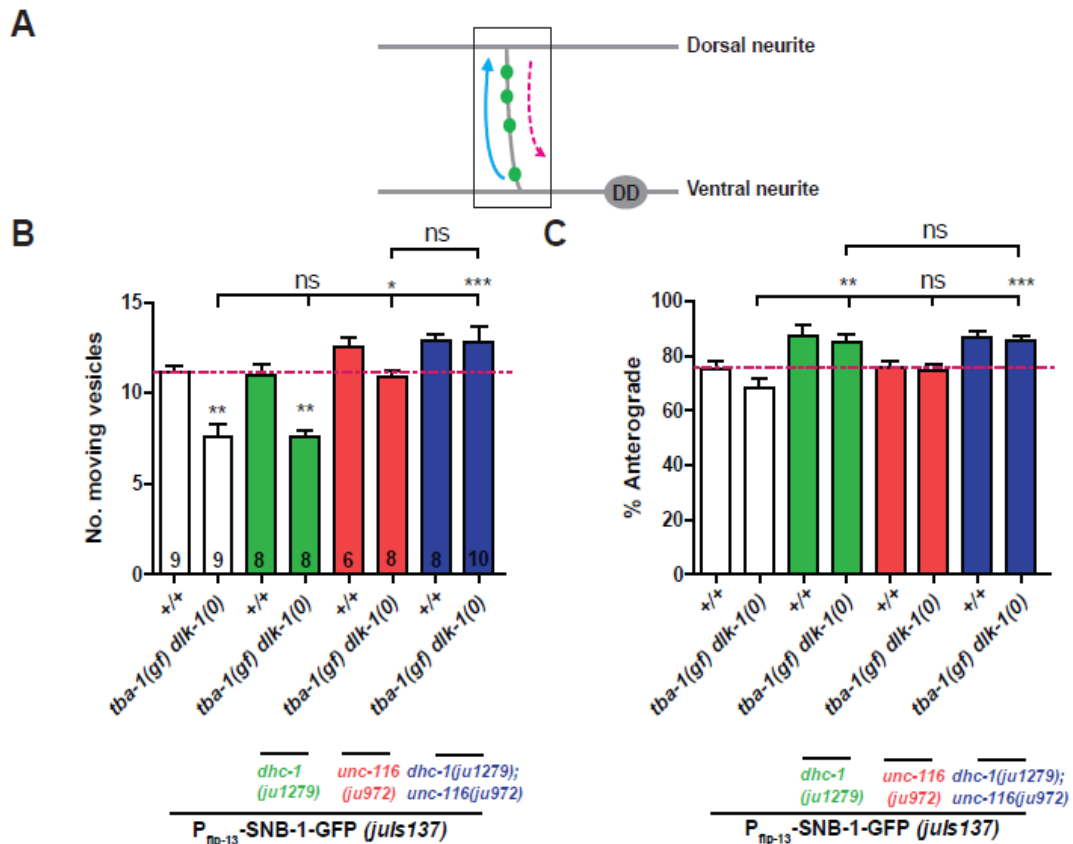 A
Dorsal neurite
Ventral neurite
DD
B
ns
ns * ***
No. moving vesicles
15
10
5
0
** **
9 9 8 8 6 8 8 10
+/+
tba-1(gf) dlk-1(0)
+/+
tba-1(gf) dlk-1(0)
+/+
tba-1(gf) dlk-1(0)
+/+
tba-1(gf) dlk-1(0)
dhc-1
(ju1279)
unc-116
(ju972)
dhc-1(ju1279);
unc-116(ju972)
Pflp-13-SNB-1-GFP (juIs137)
C
ns
** ns ***
% Anterograde
100
80
60
40
20
0
+/+
tba-1(gf) dlk-1(0)
+/+
tba-1(gf) dlk-1(0)
+/+
tba-1(gf) dlk-1(0)
+/+
tba-1(gf) dlk-1(0)
dhc-1
(ju1279)
unc-116
(ju972)
dhc-1(ju1279);
unc-116(ju972)
Pflp-13-SNB-1-GFP (juIs137)